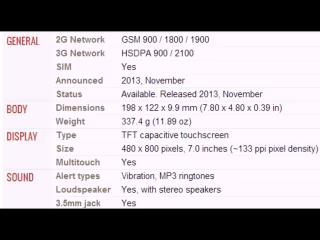 GENERAL 2G Network GSM 900 / 1800 / 1900
3G Network HSDPA 900 / 2100
SIM Yes
Announced 2013, November
Status Available. Released 2013, November
BODY Dimensions 198 x 122 x 9.9 mm (7.80 x 4.80 x 0.39 in)
Weight 337.4 g (11.89 oz)
DISPLAY Type TFT capacitive touchscreen
Size 480 x 800 pixels, 7.0 inches (~133 ppi pixel density)
Multitouch Yes
SOUND Alert types Vibration, MP3 ringtones
Loudspeaker Yes, with stereo speakers
3.5mm jack Yes